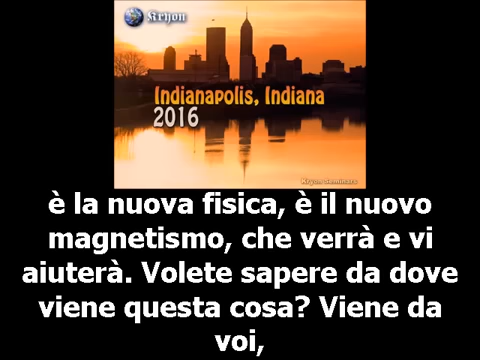 Kryon
Indianapolis, Indiana
2016
Kryon Seminars
è la nuova fisica, è il nuovo
magnetismo, che verrà e vi
aiuterà. Volete sapere da dove
viene questa cosa? Viene da
voi,